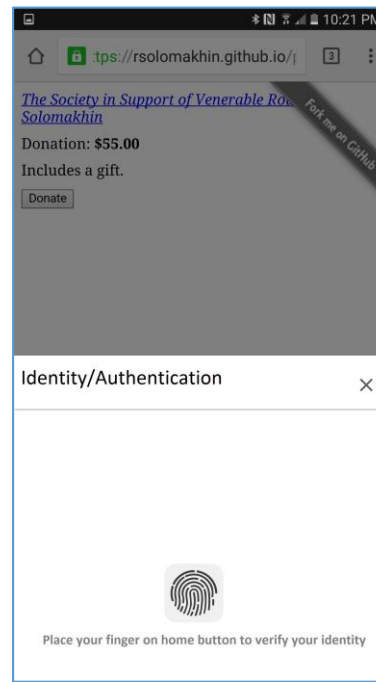 10:21 PM
tps://rsolomakhin.github.io/
3
The Society in Support of Venerable
Solomakhin
Fork me on GitHub
Donation: $55.00
Includes a gift.
Donate
Identity/Authentication
Place your finger on home button to verify your identity